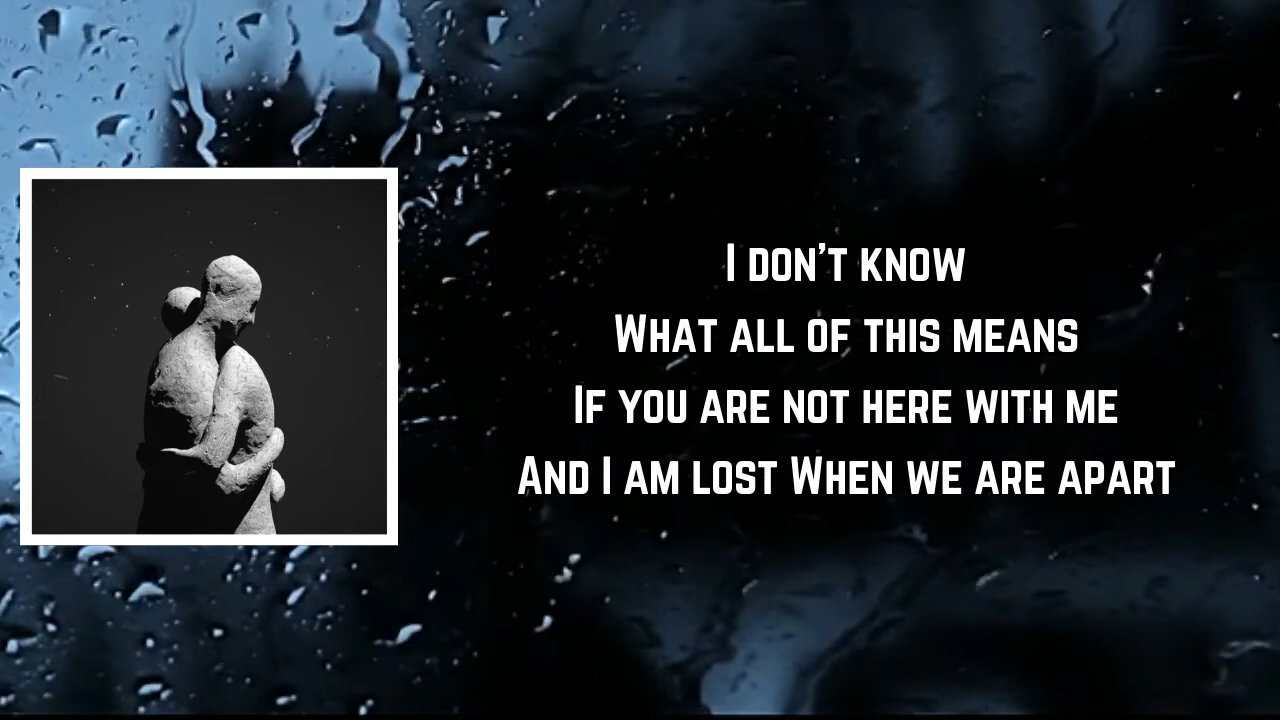 I don’t know
What all of this means
If you are not here with me
And I am lost When we are apart